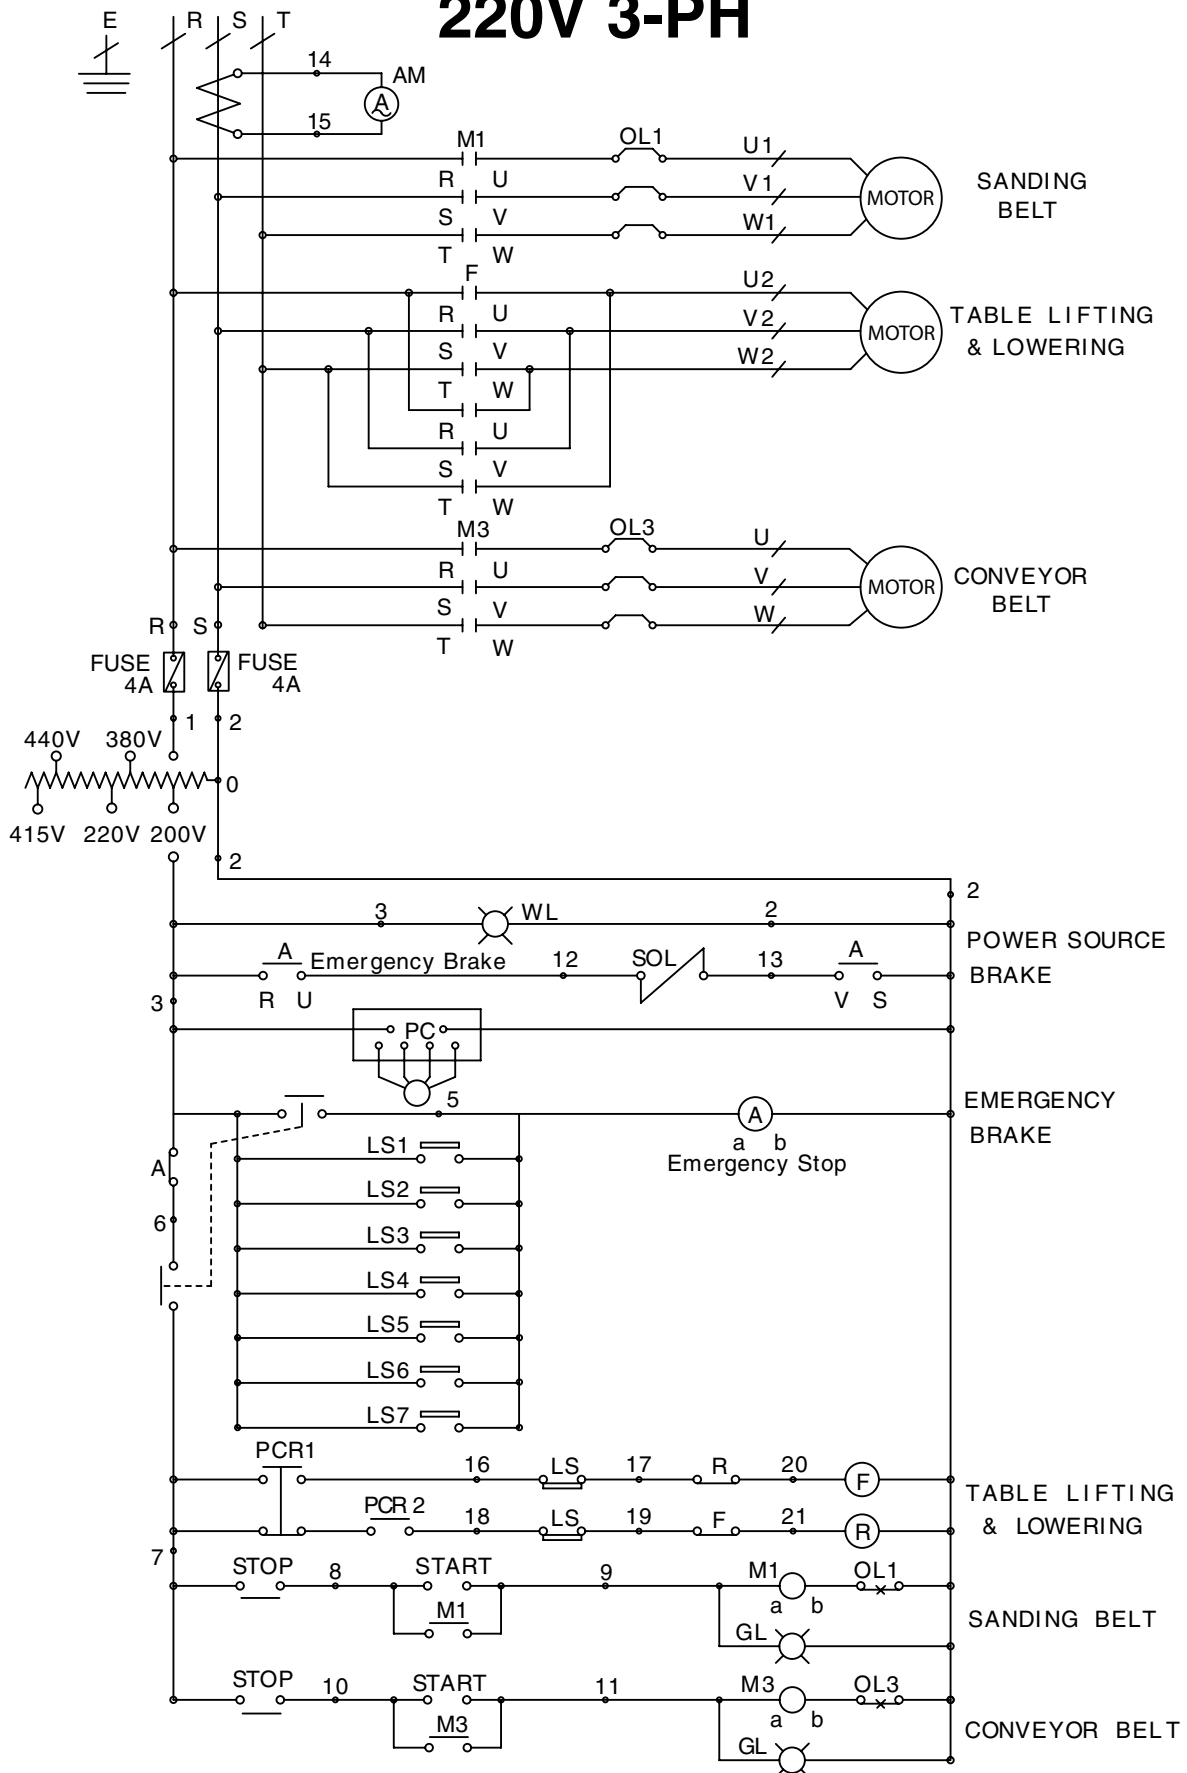 220V 3-PH
E R S T
14 AM
A
15
M1 OL1 U1
R U V1 MOTOR SANDING
S V W1 BELT
T W
F U2
R U V2 MOTOR TABLE LIFTING
S V W2 & LOWERING
T W
R U
S V
T W
M3 OL3 U
R U V MOTOR CONVEYOR
S V W BELT
R S T W
FUSE FUSE
4A 4A
1 2
440V 380V
0
415V 220V 200V
2
2
3 WL 2
POWER SOURCE
A Emergency Brake 12 SOL 13 A BRAKE
R U V S
3
PC
5 A EMERGENCY
a b BRAKE
LS1 Emergency Stop
A
LS2
6
LS3
LS4
LS5
LS6
LS7
PCR1
16 LS 17 R 20 F
TABLE LIFTING
PCR 2 18 LS 19 F 21 R & LOWERING
7
STOP 8 START 9 M1 OL1
M1 a b SANDING BELT
GL
STOP 10 START 11 M3 OL3
M3 a b CONVEYOR BELT
GL